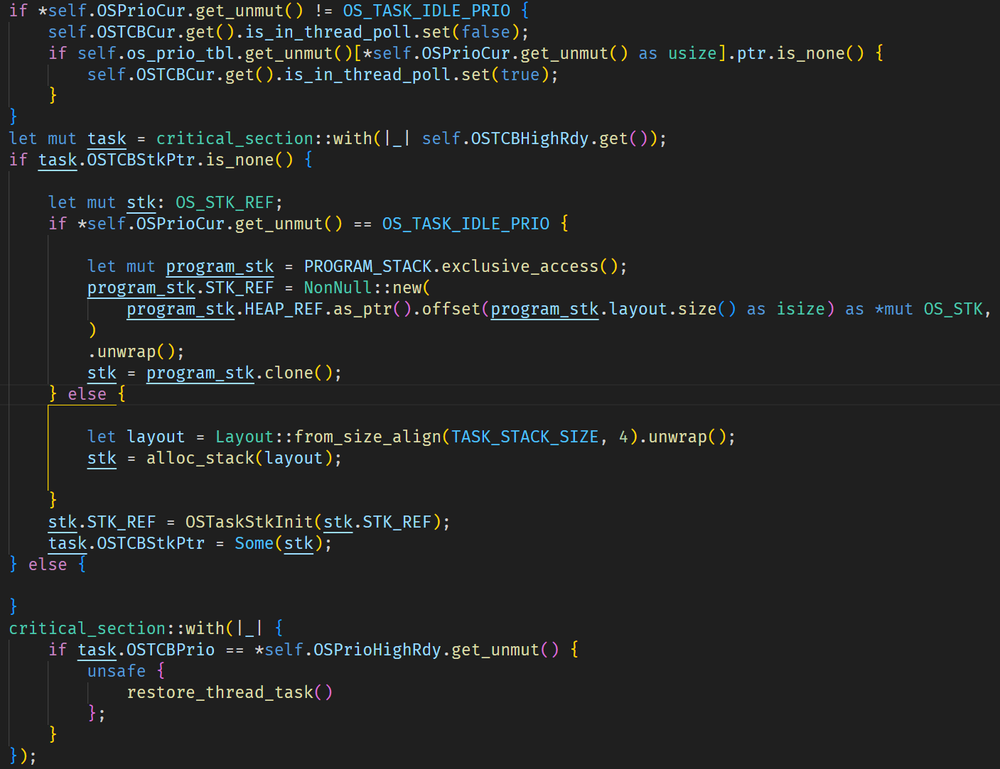 if *self.OSPrioCur.get_unmut() != OS_TASK_IDLE_PRIO {
    self.OSTCBCur.get().is_in_thread_poll.set(false);
    if self.os_prio_tbl.get_unmut()[*self.OSPrioCur.get_unmut() as usize].ptr.is_none() {
        self.OSTCBCur.get().is_in_thread_poll.set(true);
    }
}
let mut task = critical_section::with(|_| self.OSTCBHighRdy.get());
if task.OSTCBStkPtr.is_none() {
    let mut stk: OS_STK_REF;
    if *self.OSPrioCur.get_unmut() == OS_TASK_IDLE_PRIO {
        let mut program_stk = PROGRAM_STACK.exclusive_access();
        program_stk.STK_REF = NonNull::new(
            program_stk.HEAP_REF.as_ptr().offset(program_stk.layout.size() as isize) as *mut OS_STK,
        )
        .unwrap();
        stk = program_stk.clone();
    } else {
        let layout = Layout::from_size_align(TASK_STACK_SIZE, 4).unwrap();
        stk = alloc_stack(layout);
    }
    stk.STK_REF = OSTaskStkInit(stk.STK_REF);
    task.OSTCBStkPtr = Some(stk);
} else {
}
critical_section::with(|_| {
    if task.OSTCBPrio == *self.OSPrioHighRdy.get_unmut() {
        unsafe {
            restore_thread_task()
        };
    }
});